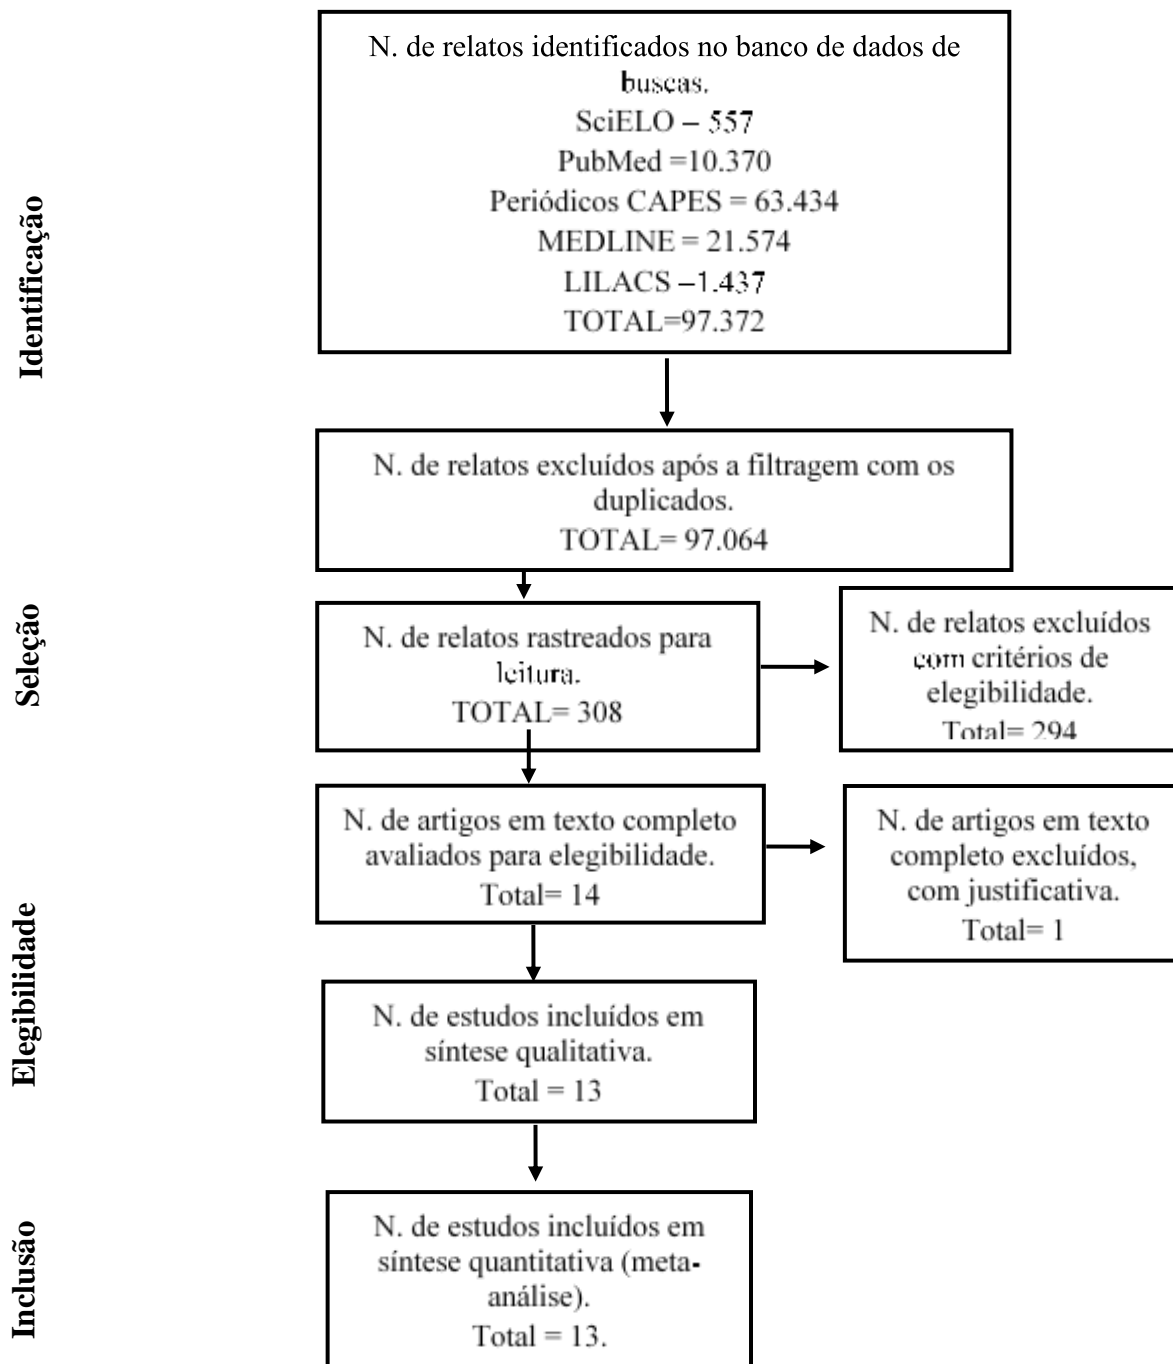 Identificação
N. de relatos identificados no banco de dados de
buscas.
SciELO – 557
PubMed =10.370
Periódicos CAPES = 63.434
MEDLINE = 21.574
LILACS –1.437
TOTAL=97.372
N. de relatos excluídos após a filtragem com os
duplicados.
TOTAL= 97.064
Seleção
N. de relatos rastreados para
leitura.
TOTAL= 308
N. de relatos excluídos
com critérios de
elegibilidade.
Total= 294
Elegibilidade
N. de artigos em texto completo
avaliados para elegibilidade.
Total= 14
N. de artigos em texto
completo excluídos,
com justificativa.
Total= 1
N. de estudos incluídos em
síntese qualitativa.
Total = 13
Inclusão
N. de estudos incluídos em
síntese quantitativa (meta-
análise).
Total = 13.